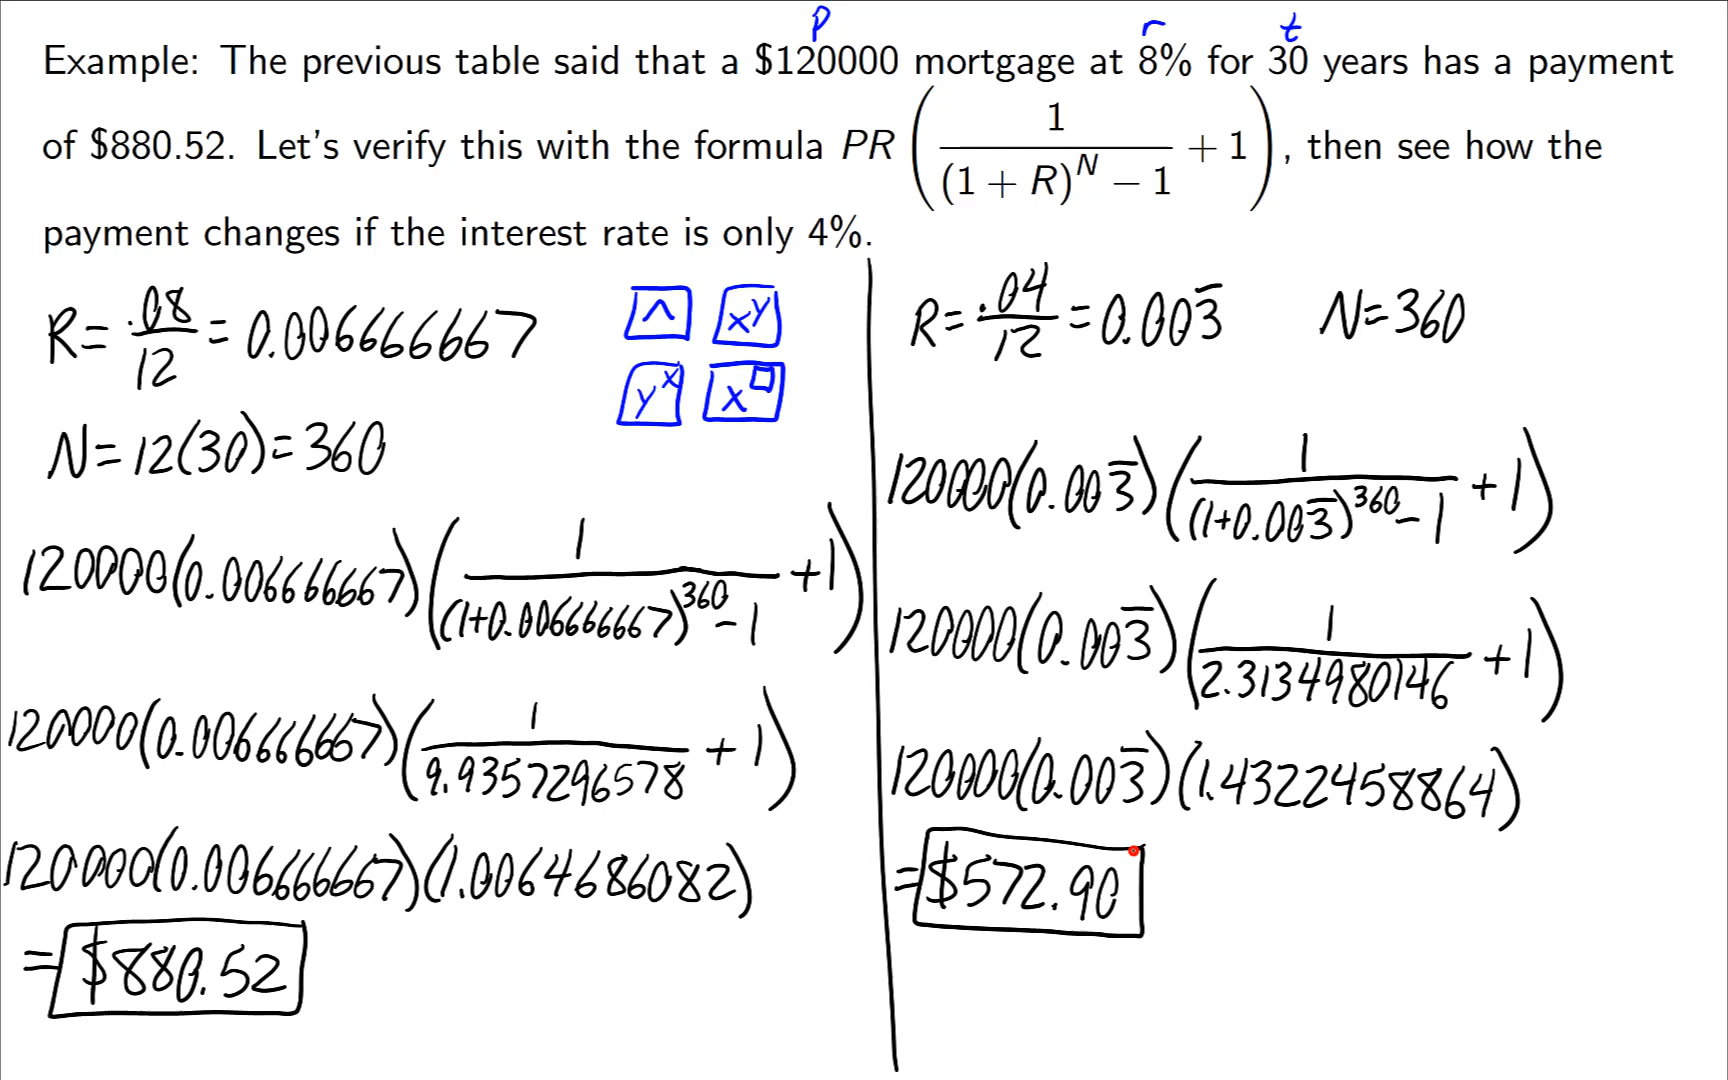 p r t
Example: The previous table said that a $120000 mortgage at 8% for 30 years has a payment
of $880.52. Let's verify this with the formula PR(1/((1 + R)^N − 1) + 1), then see how the
payment changes if the interest rate is only 4%.
R = .08/12 = 0.006666667
^ x^y
y^x x^□
N = 12(30) = 360
120000(0.006666667)(1/((1+0.006666667)^360 - 1) + 1)
120000(0.006666667)(1/9.9357296578 + 1)
120000(0.006666667)(1.0064686082)
= $880.52
R = .04/12 = 0.003̅ N = 360
120000(0.003̅)(1/((1+0.003̅)^360 - 1) + 1)
120000(0.003̅)(1/2.3134980146 + 1)
120000(0.003̅)(1.4322458864)
= $572.90